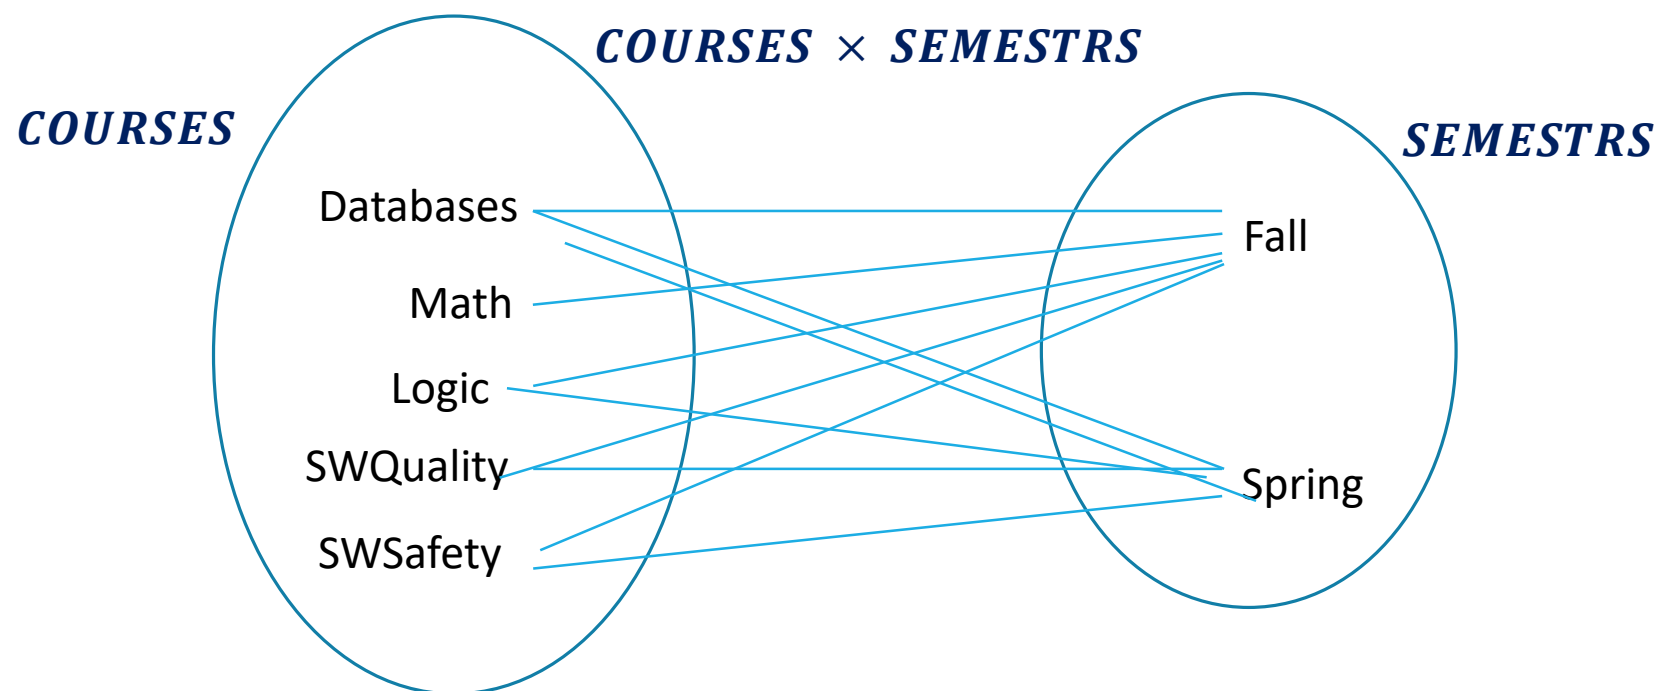 COURSES × SEMESTRS
COURSES
SEMESTRS
Databases
Math
Logic
SWQuality
SWSafety
Fall
Spring